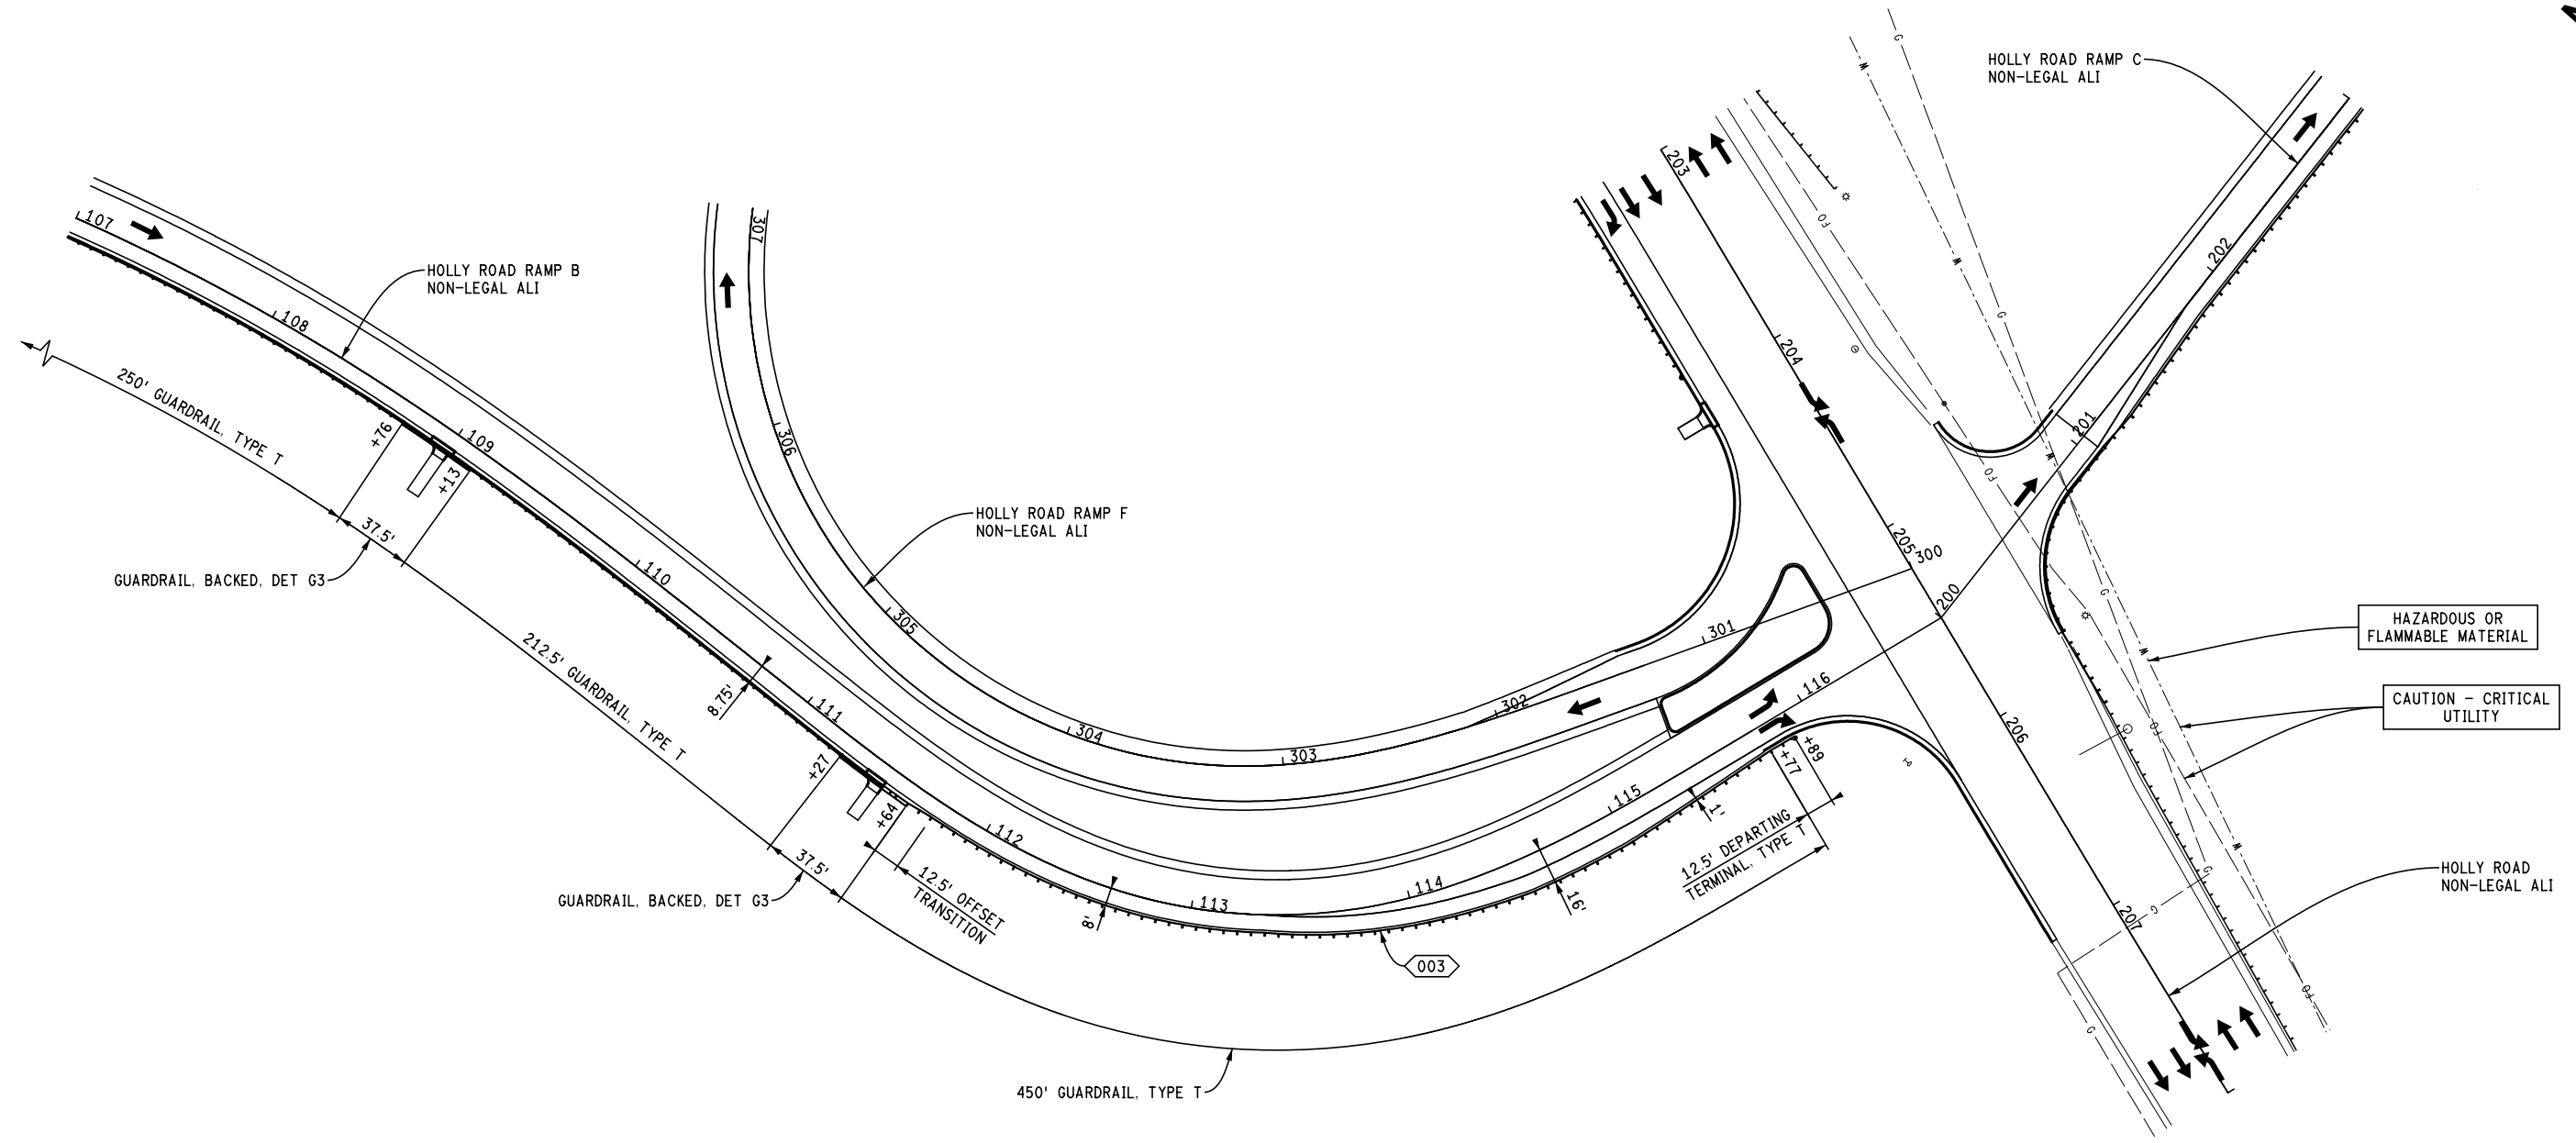 HOLLY ROAD RAMP C
NON-LEGAL ALI
HOLLY ROAD RAMP B
NON-LEGAL ALI
HOLLY ROAD RAMP F
NON-LEGAL ALI
107
108
109
110
111
112
113
114
115
116
307
306
305
304
303
302
301
300
203
204
205
206
207
200
201
202
250' GUARDRAIL, TYPE T
+76
+13
37.5'
GUARDRAIL, BACKED, DET G3
212.5' GUARDRAIL, TYPE T
8.75'
+27
+64
37.5'
GUARDRAIL, BACKED, DET G3
12.5' OFFSET
TRANSITION
8'
16'
1'
+77
+89
12.5' DEPARTING
TERMINAL, TYPE T
003
450' GUARDRAIL, TYPE T
HAZARDOUS OR
FLAMMABLE MATERIAL
CAUTION - CRITICAL
UTILITY
HOLLY ROAD
NON-LEGAL ALI
G
W
FO
W
G
W
FO
G
W
FO
G
W
G
G
FO
G